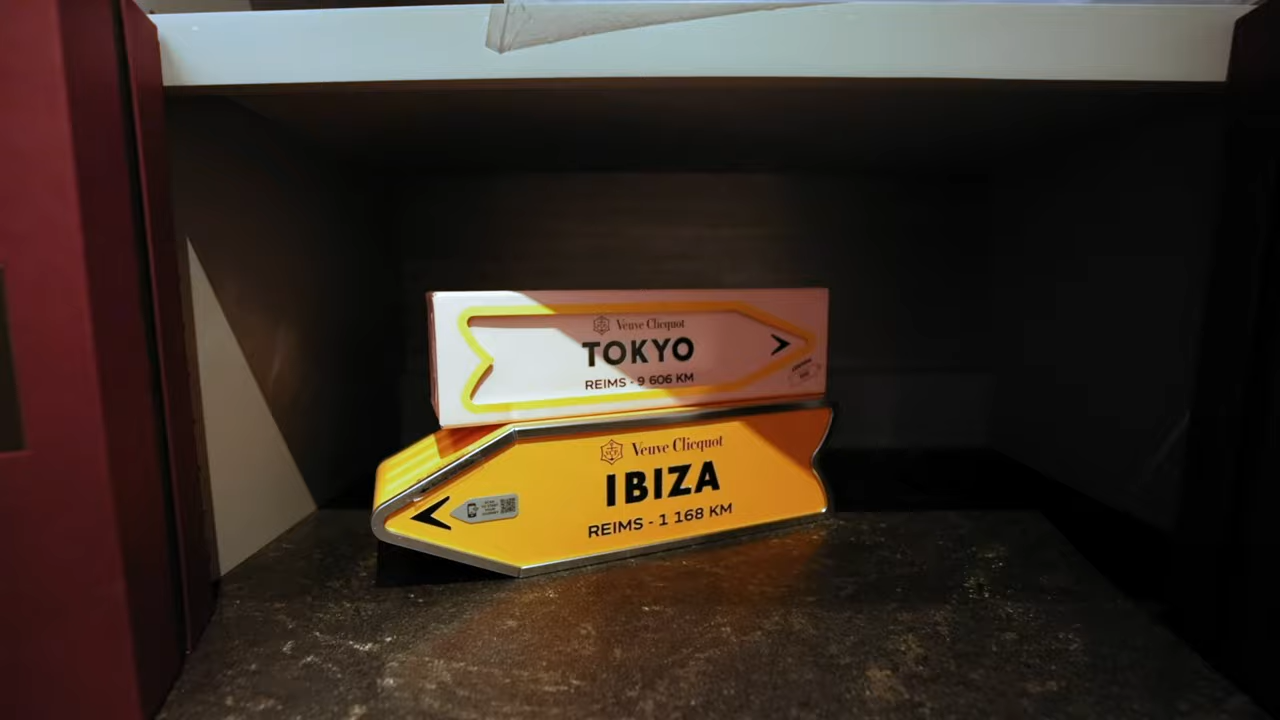 Veuve Clicquot
TOKYO
REIMS - 9 606 KM
Veuve Clicquot
IBIZA
REIMS - 1 168 KM